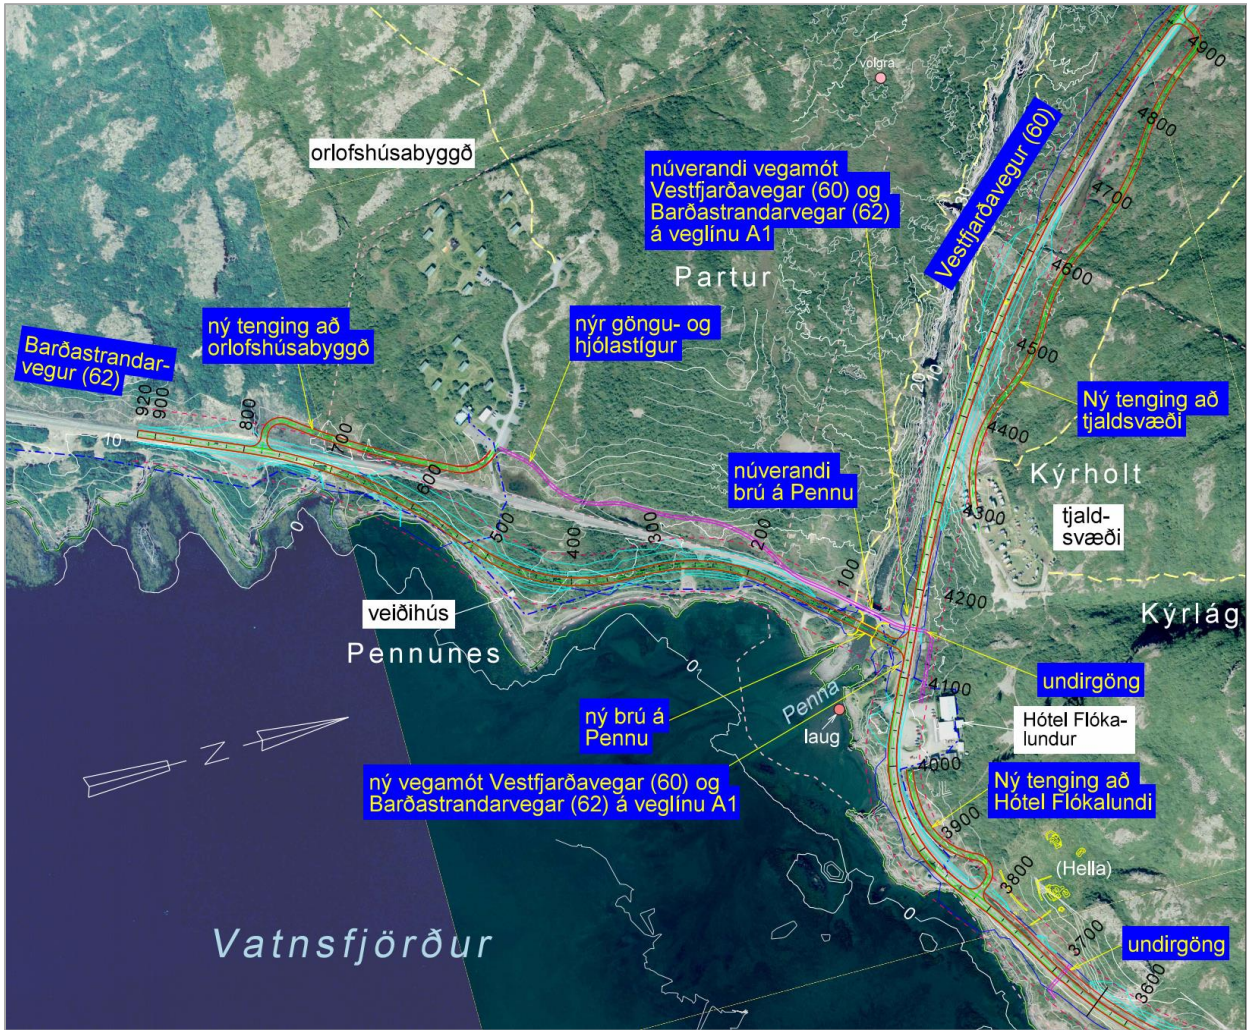 4900
volgra
4800
orlofshúsabyggð
núverandi vegamót
Vestfjarðavegar (60) og
Barðastrandarvegar (62)
á veglínu A1
Vestfjarðavegur (60)
4700
4600
Partur
ný tenging að
orlofshúsabyggð
nýr göngu- og
hjólastígur
Barðastrandar-
vegur (62)
920
900
800
700
600
500
400
300
200
100
10
0
20
10
4500
Ný tenging að
tjaldsvæði
4400
núverandi
brú á Pennu
Kýrholt
tjald-
svæði
4300
4200
Kýrlág
veiðihús
Pennunes
0
undirgöng
4100
Penna
laug
ný brú á
Pennu
Hótel Flóka-
lundur
N
4000
ný vegamót Vestfjarðavegar (60) og
Barðastrandarvegar (62) á veglínu A1
Ný tenging að
Hótel Flókalundi
3900
3800
(Hella)
0
Vatnsfjörður
3700
undirgöng
3600